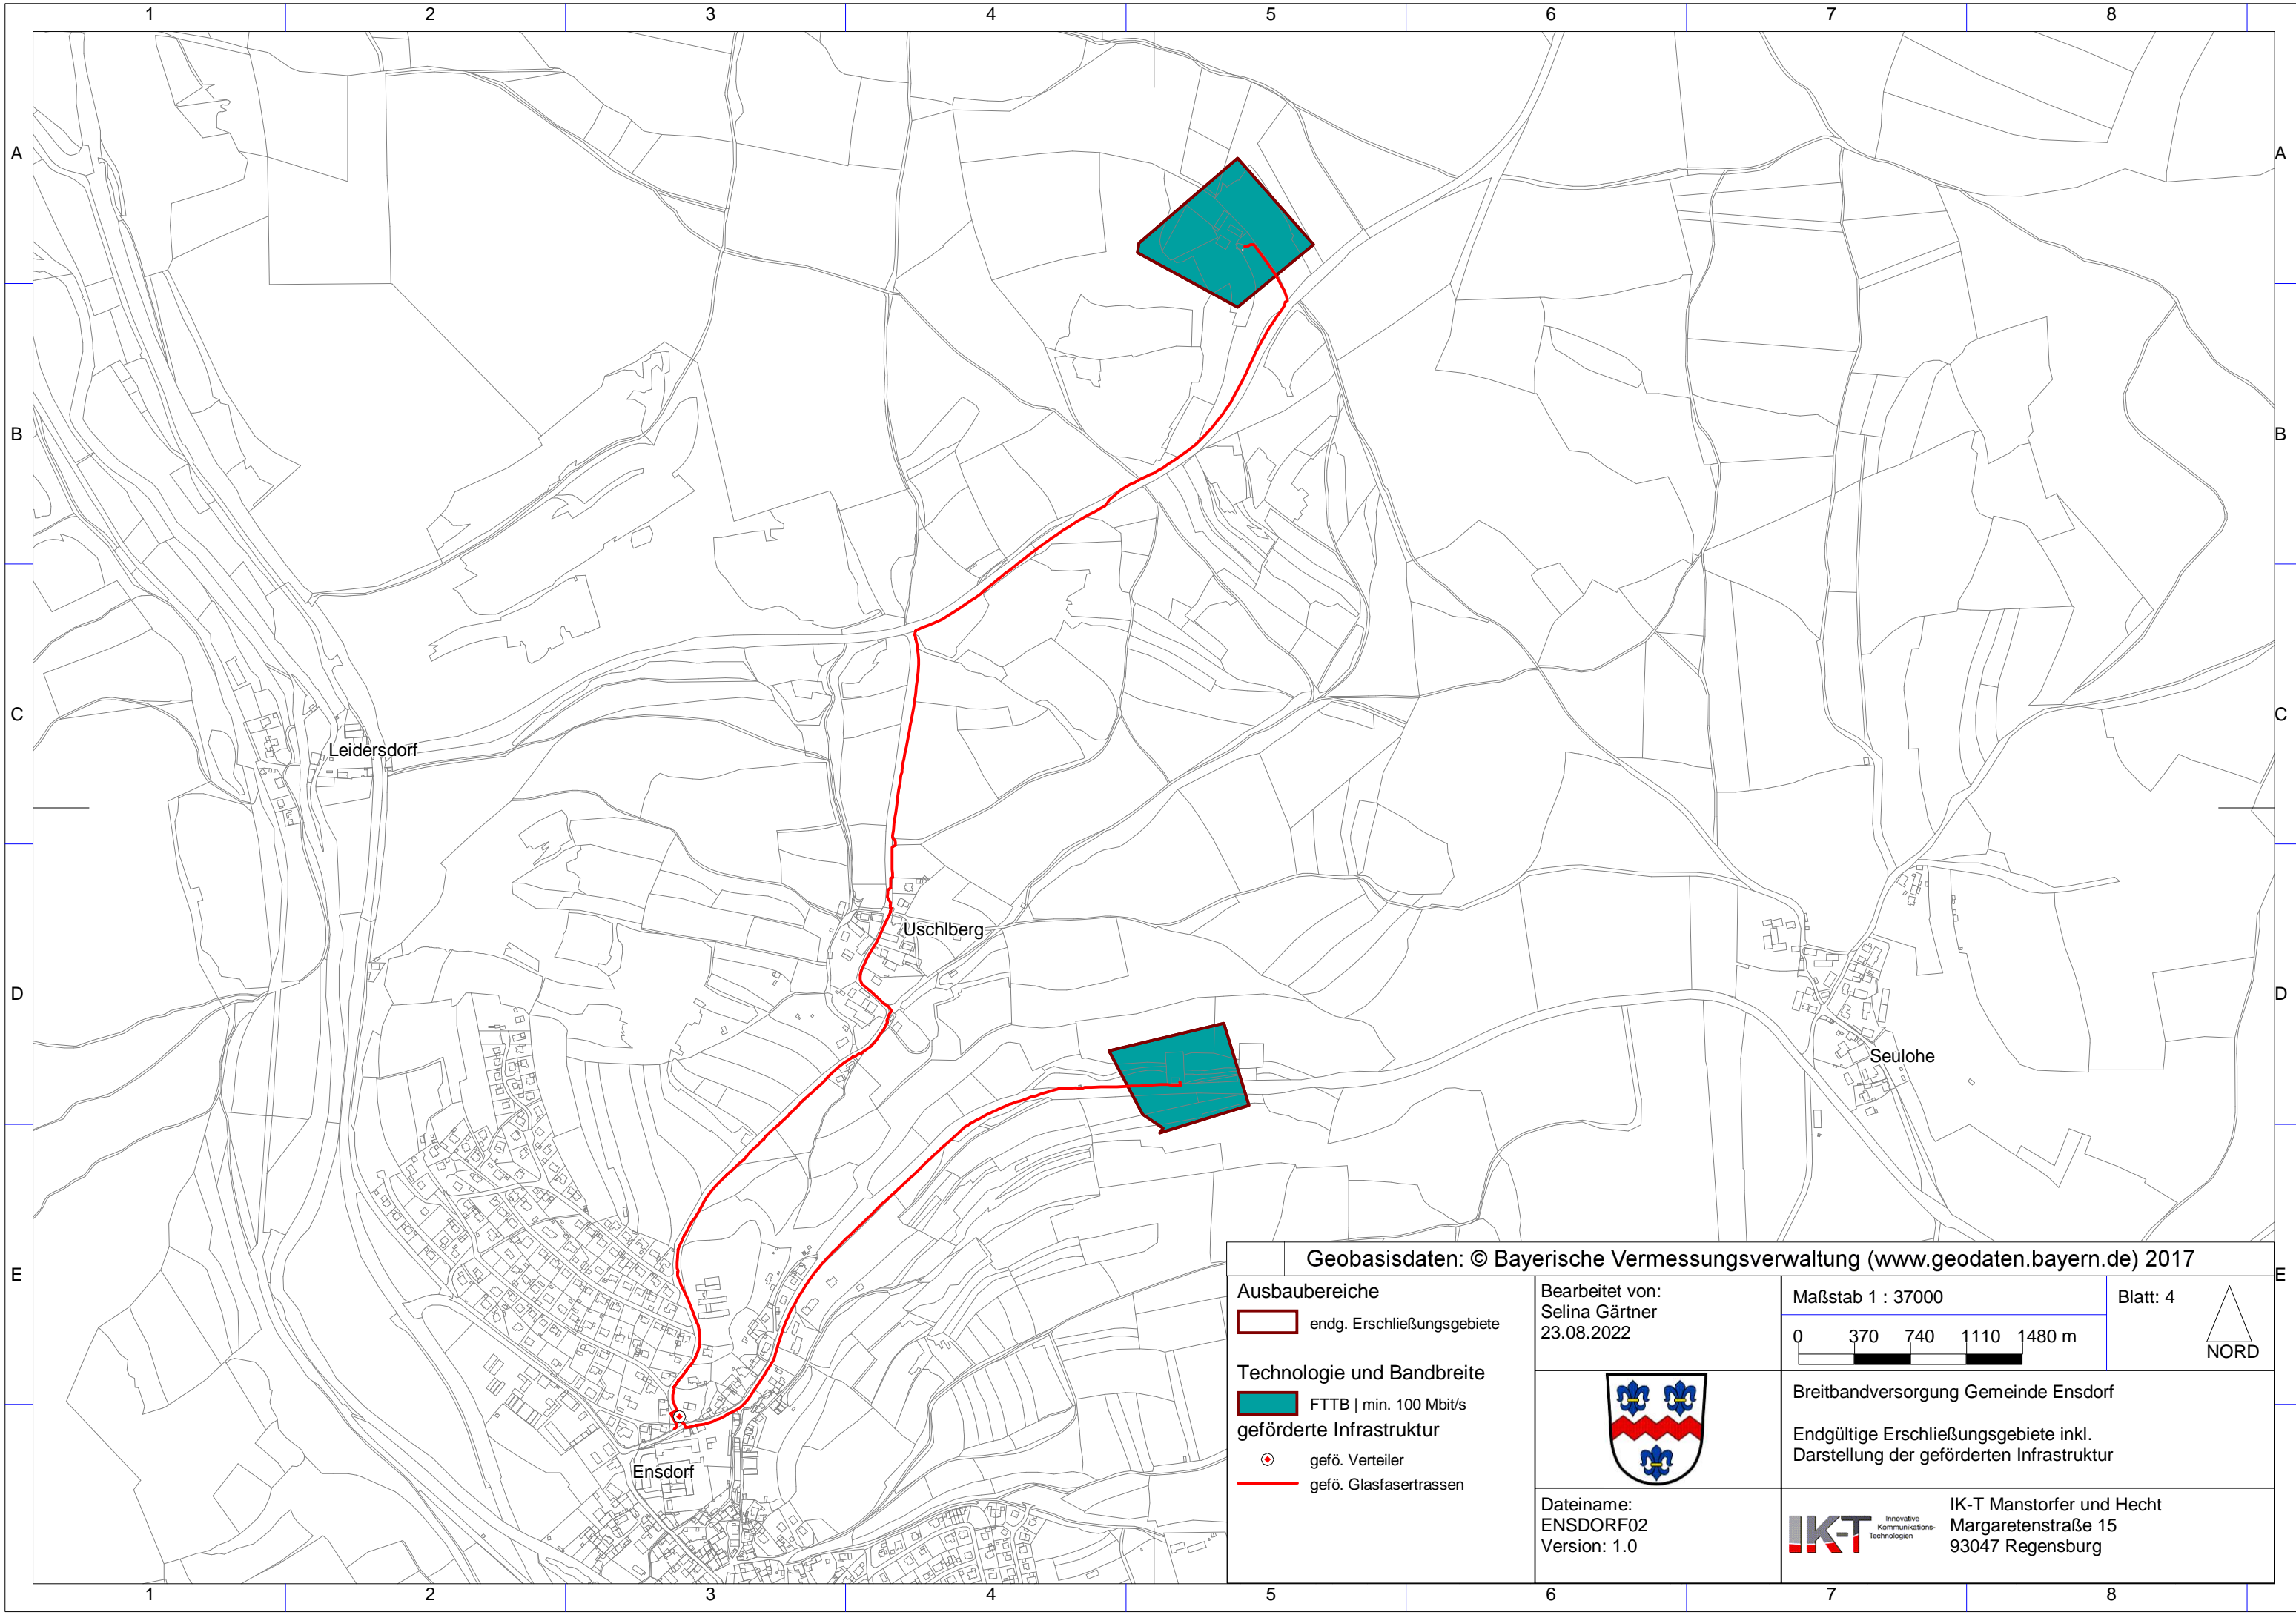 1 2 3 4 5 6 7 8
A A
B B
C C
D D
E E
Leidersdorf
Uschlberg
Seulohe
Ensdorf
Geobasisdaten: © Bayerische Vermessungsverwaltung (www.geodaten.bayern.de) 2017
Ausbaubereiche
endg. Erschließungsgebiete
Technologie und Bandbreite
FTTB | min. 100 Mbit/s
geförderte Infrastruktur
gefö. Verteiler
gefö. Glasfasertrassen
Bearbeitet von:
Selina Gärtner
23.08.2022
Maßstab 1 : 37000
0 370 740 1110 1480 m
Blatt: 4
NORD
Breitbandversorgung Gemeinde Ensdorf
Endgültige Erschließungsgebiete inkl.
Darstellung der geförderten Infrastruktur
Dateiname:
ENSDORF02
Version: 1.0
IK-T
Innovative
Kommunikations-
Technologien
IK-T Manstorfer und Hecht
Margaretenstraße 15
93047 Regensburg
1 2 3 4 5 6 7 8